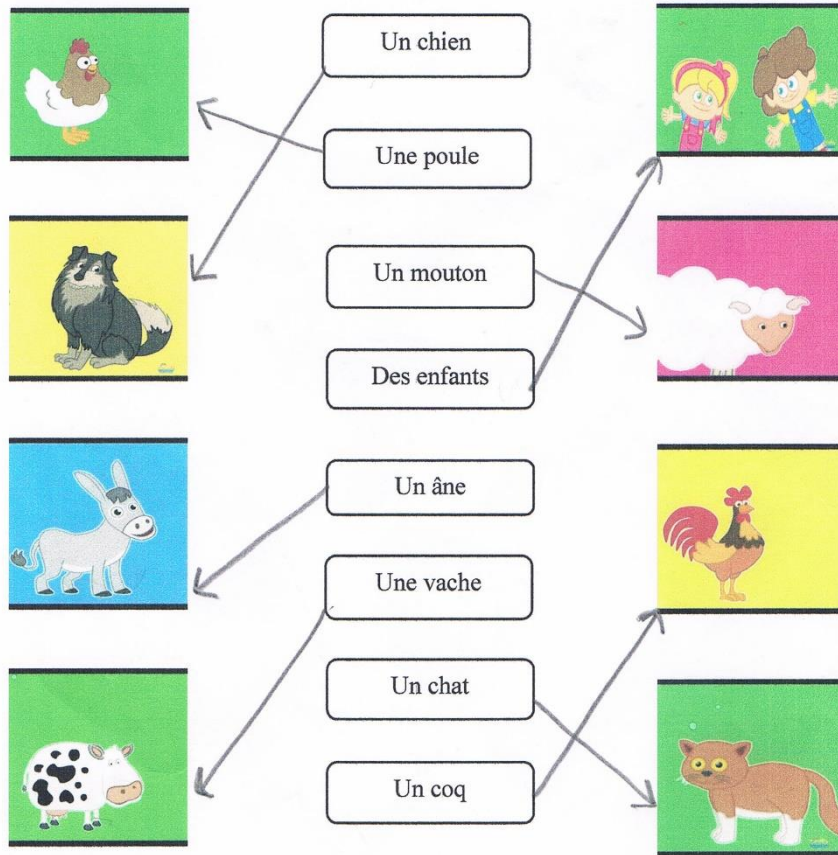 Un chien
Une poule
Un mouton
Des enfants
Un âne
Une vache
Un chat
Un coq